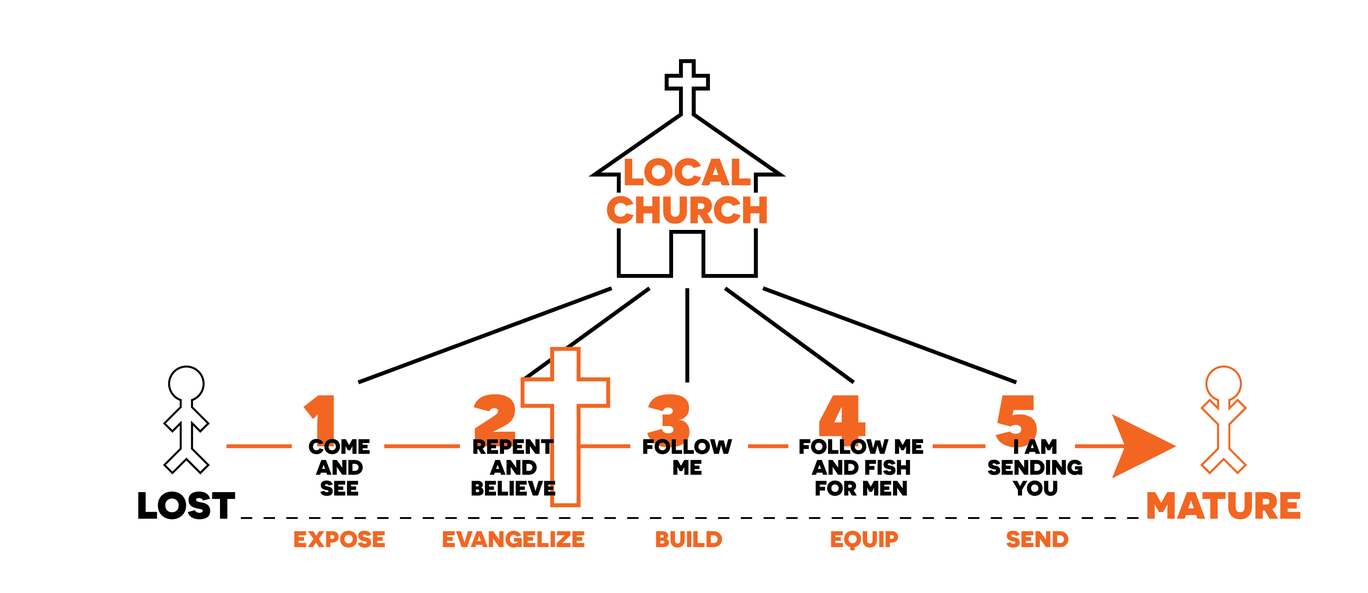 LOCAL
CHURCH
1
COME
AND
SEE
2
REPENT
AND
BELIEVE
3
FOLLOW
ME
4
FOLLOW ME
AND FISH
FOR MEN
5
I AM
SENDING
YOU
LOST
MATURE
EXPOSE
EVANGELIZE
BUILD
EQUIP
SEND